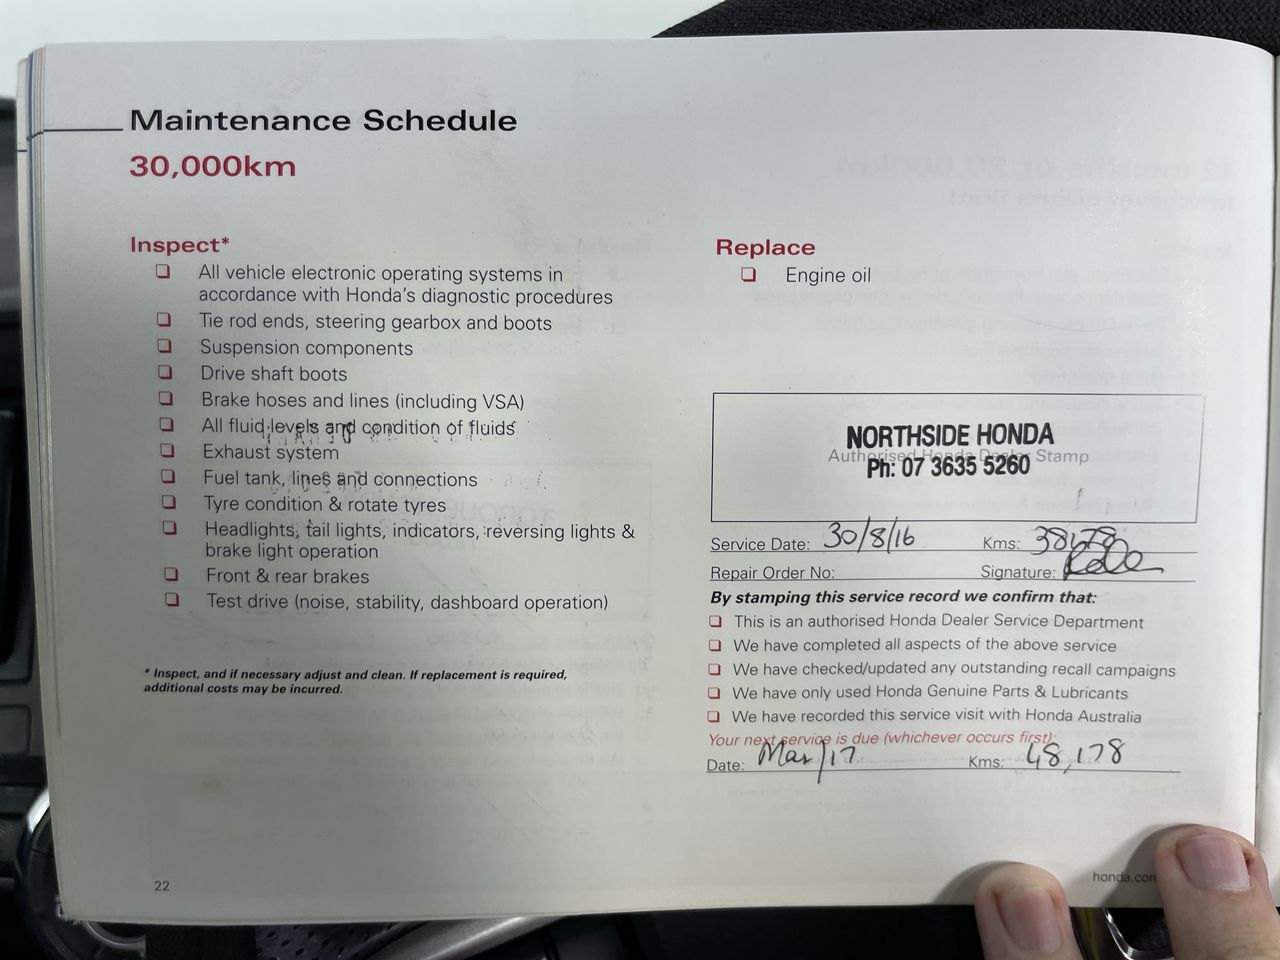 Maintenance Schedule
30,000km
Inspect*
All vehicle electronic operating systems in
accordance with Honda's diagnostic procedures
Tie rod ends, steering gearbox and boots
Suspension components
Drive shaft boots
Brake hoses and lines (including VSA)
All fluid levels and condition of fluids
Exhaust system
Fuel tank, lines and connections
Tyre condition & rotate tyres
Headlights, tail lights, indicators, reversing lights &
brake light operation
Front & rear brakes
Test drive (noise, stability, dashboard operation)
* Inspect, and if necessary adjust and clean. If replacement is required,
additional costs may be incurred.
Replace
Engine oil
NORTHSIDE HONDA
Authorised Honda Dealer Stamp
Ph: 07 3635 5260
Service Date: 30/8/16 Kms: 38,178
Repair Order No: Signature:
By stamping this service record we confirm that:
This is an authorised Honda Dealer Service Department
We have completed all aspects of the above service
We have checked/updated any outstanding recall campaigns
We have only used Honda Genuine Parts & Lubricants
We have recorded this service visit with Honda Australia
Your next service is due (whichever occurs first):
Date: Mar/17 Kms: 48,178
22
honda.com